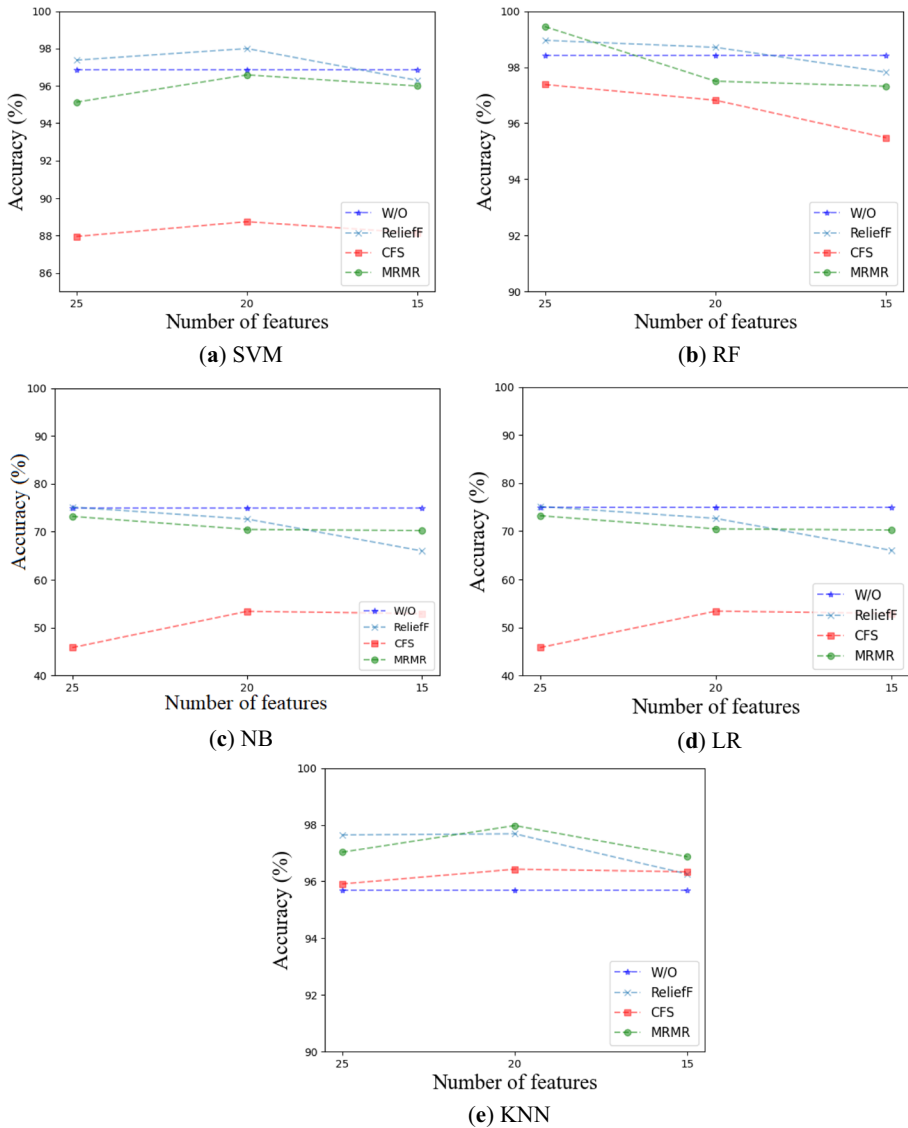 100
98
96
94
92
90
88
86
Accuracy (%)
W/O
ReliefF
CFS
MRMR
25
20
15
Number of features
(a) SVM
100
98
96
94
92
90
Accuracy (%)
W/O
ReliefF
CFS
MRMR
25
20
15
Number of features
(b) RF
100
90
80
70
60
50
40
Accuracy (%)
W/O
ReliefF
CFS
MRMR
25
20
15
Number of features
(c) NB
100
90
80
70
60
50
40
Accuracy (%)
W/O
ReliefF
CFS
MRMR
25
20
15
Number of features
(d) LR
100
98
96
94
92
90
Accuracy (%)
W/O
ReliefF
CFS
MRMR
25
20
15
Number of features
(e) KNN